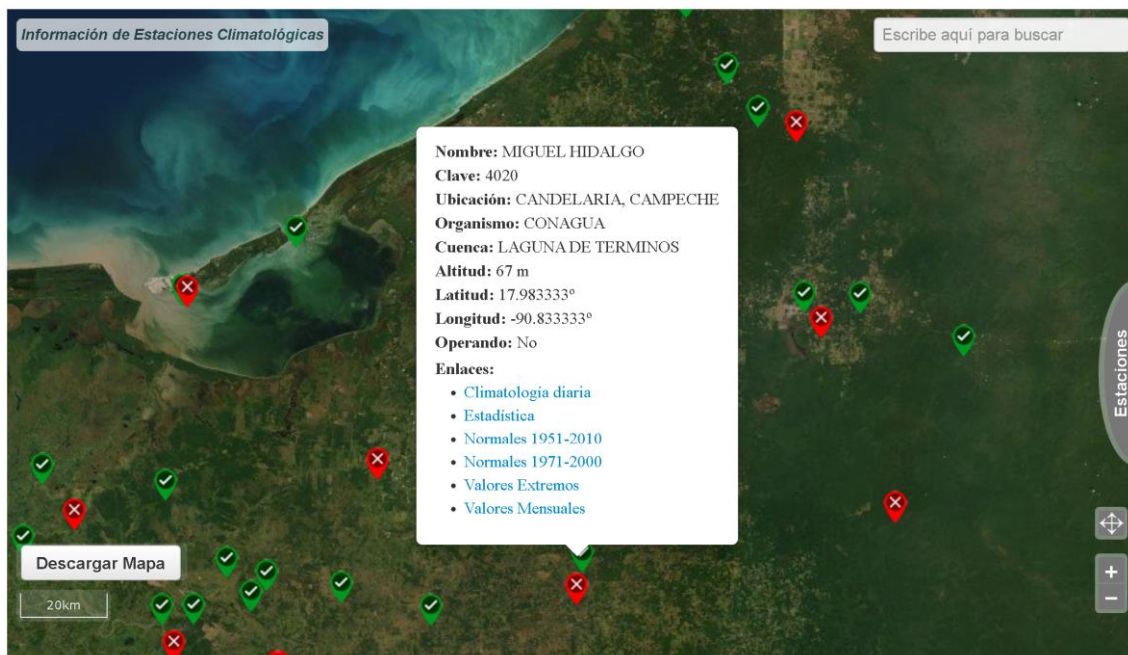 Información de Estaciones Climatológicas
Escribe aquí para buscar
Nombre: MIGUEL HIDALGO
Clave: 4020
Ubicación: CANDELARIA, CAMPECHE
Organismo: CONAGUA
Cuenca: LAGUNA DE TERMINOS
Altitud: 67 m
Latitud: 17.983333º
Longitud: -90.833333º
Operando: No
Enlaces:
• Climatología diaria
• Estadística
• Normales 1951-2010
• Normales 1971-2000
• Valores Extremos
• Valores Mensuales
Estaciones
Descargar Mapa
20km
+
−